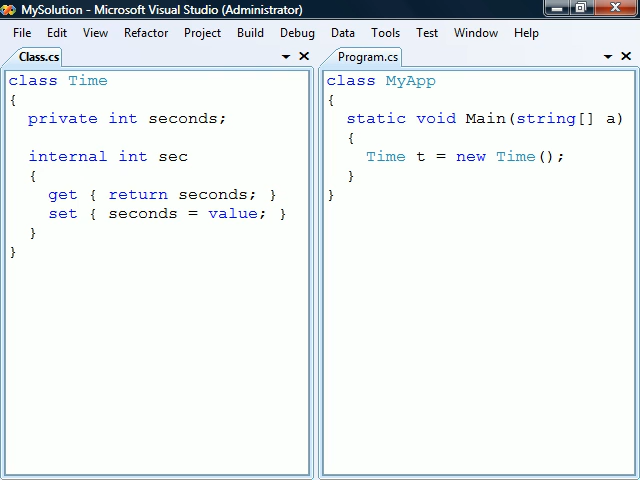 MySolution - Microsoft Visual Studio (Administrator)
File Edit View Refactor Project Build Debug Data Tools Test Window Help
Class.cs
class Time
{
private int seconds;
internal int sec
{
get { return seconds; }
set { seconds = value; }
}
}
Program.cs
class MyApp
{
static void Main(string[] a)
{
Time t = new Time();
}
}